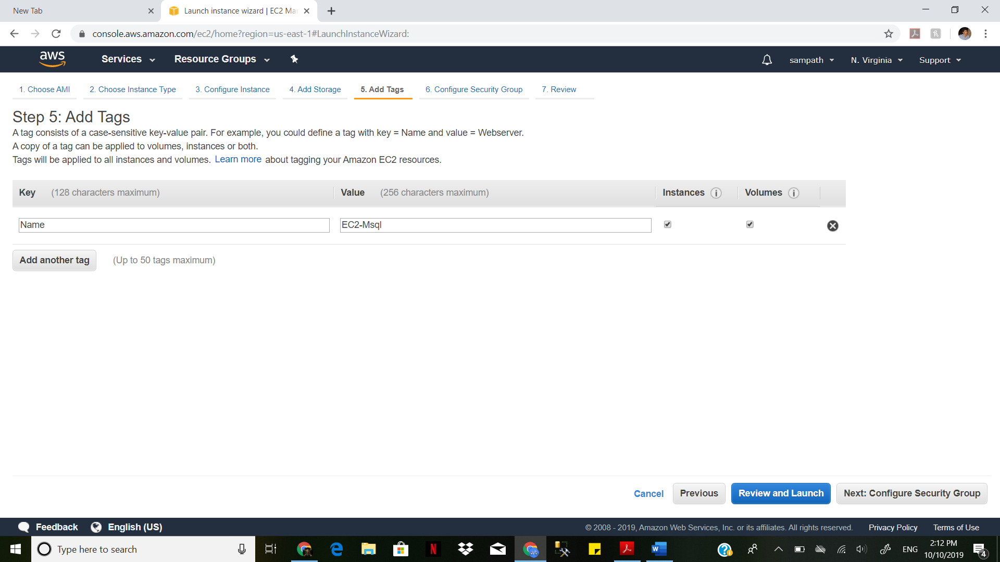 New Tab
Launch instance wizard | EC2 Ma
console.aws.amazon.com/ec2/home?region=us-east-1#LaunchInstanceWizard:
aws Services Resource Groups sampath N. Virginia Support
1. Choose AMI 2. Choose Instance Type 3. Configure Instance 4. Add Storage 5. Add Tags 6. Configure Security Group 7. Review
Step 5: Add Tags
A tag consists of a case-sensitive key-value pair. For example, you could define a tag with key = Name and value = Webserver.
A copy of a tag can be applied to volumes, instances or both.
Tags will be applied to all instances and volumes. Learn more about tagging your Amazon EC2 resources.
Key (128 characters maximum) Value (256 characters maximum) Instances i Volumes i
Name EC2-Msql
Add another tag (Up to 50 tags maximum)
Cancel Previous Review and Launch Next: Configure Security Group
Feedback English (US) © 2008 - 2019, Amazon Web Services, Inc. or its affiliates. All rights reserved. Privacy Policy Terms of Use
Type here to search ENG 2:12 PM
10/10/2019 4